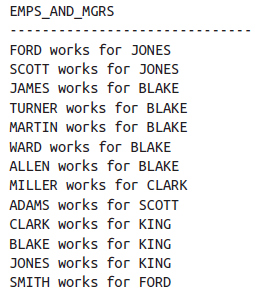 EMPS_AND_MGRS
------------------------------
FORD works for JONES
SCOTT works for JONES
JAMES works for BLAKE
TURNER works for BLAKE
MARTIN works for BLAKE
WARD works for BLAKE
ALLEN works for BLAKE
MILLER works for CLARK
ADAMS works for SCOTT
CLARK works for KING
BLAKE works for KING
JONES works for KING
SMITH works for FORD